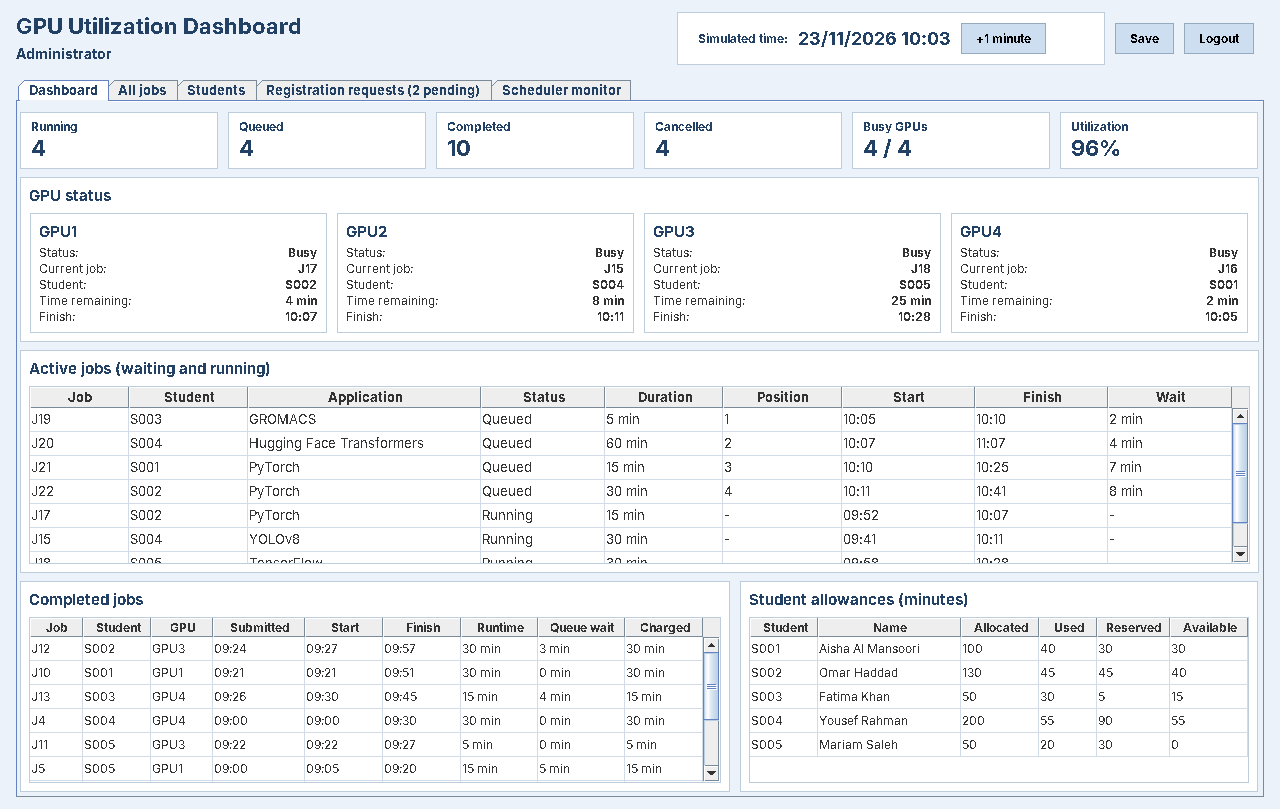 GPU Utilization Dashboard
Administrator
Simulated time: 23/11/2026 10:03 +1 minute Save Logout
Dashboard All jobs Students Registration requests (2 pending) Scheduler monitor
Running Queued Completed Cancelled Busy GPUs Utilization
4 4 10 4 4 / 4 96%
GPU status
GPU1 GPU2 GPU3 GPU4
Status: Busy Status: Busy Status: Busy Status: Busy
Current job: J17 Current job: J15 Current job: J18 Current job: J16
Student: S002 Student: S004 Student: S005 Student: S001
Time remaining: 4 min Time remaining: 8 min Time remaining: 25 min Time remaining: 2 min
Finish: 10:07 Finish: 10:11 Finish: 10:28 Finish: 10:05
Active jobs (waiting and running)
Job Student Application Status Duration Position Start Finish Wait
J19 S003 GROMACS Queued 5 min 1 10:05 10:10 2 min
J20 S004 Hugging Face Transformers Queued 60 min 2 10:07 11:07 4 min
J21 S001 PyTorch Queued 15 min 3 10:10 10:25 7 min
J22 S002 PyTorch Queued 30 min 4 10:11 10:41 8 min
J17 S002 PyTorch Running 15 min - 09:52 10:07 -
J15 S004 YOLOv8 Running 30 min - 09:41 10:11 -
J18 S005 TensorFlow Running 30 min 09:58 10:28
Completed jobs
Job Student GPU Submitted Start Finish Runtime Queue wait Charged
J12 S002 GPU3 09:24 09:27 09:57 30 min 3 min 30 min
J10 S001 GPU1 09:21 09:21 09:51 30 min 0 min 30 min
J13 S003 GPU4 09:26 09:30 09:45 15 min 4 min 15 min
J4 S004 GPU4 09:00 09:00 09:30 30 min 0 min 30 min
J11 S005 GPU3 09:22 09:22 09:27 5 min 0 min 5 min
J5 S005 GPU1 09:00 09:05 09:20 15 min 5 min 15 min
Student allowances (minutes)
Student Name Allocated Used Reserved Available
S001 Aisha Al Mansoori 100 40 30 30
S002 Omar Haddad 130 45 45 40
S003 Fatima Khan 50 30 5 15
S004 Yousef Rahman 200 55 90 55
S005 Mariam Saleh 50 20 30 0